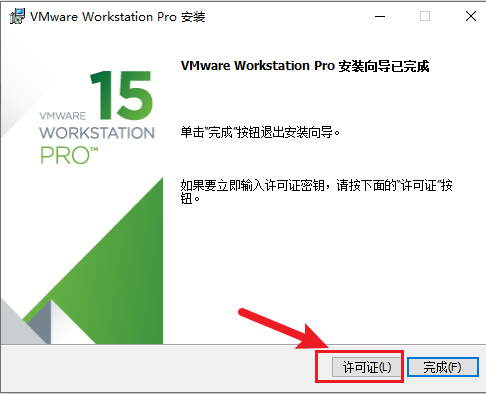 VMware Workstation Pro 安装
VMware Workstation Pro 安装向导已完成
15
VMWARE
WORKSTATION
PRO™
单击"完成"按钮退出安装向导。
如果要立即输入许可证密钥，请按下面的"许可证"按
钮。
许可证(L)
完成(F)